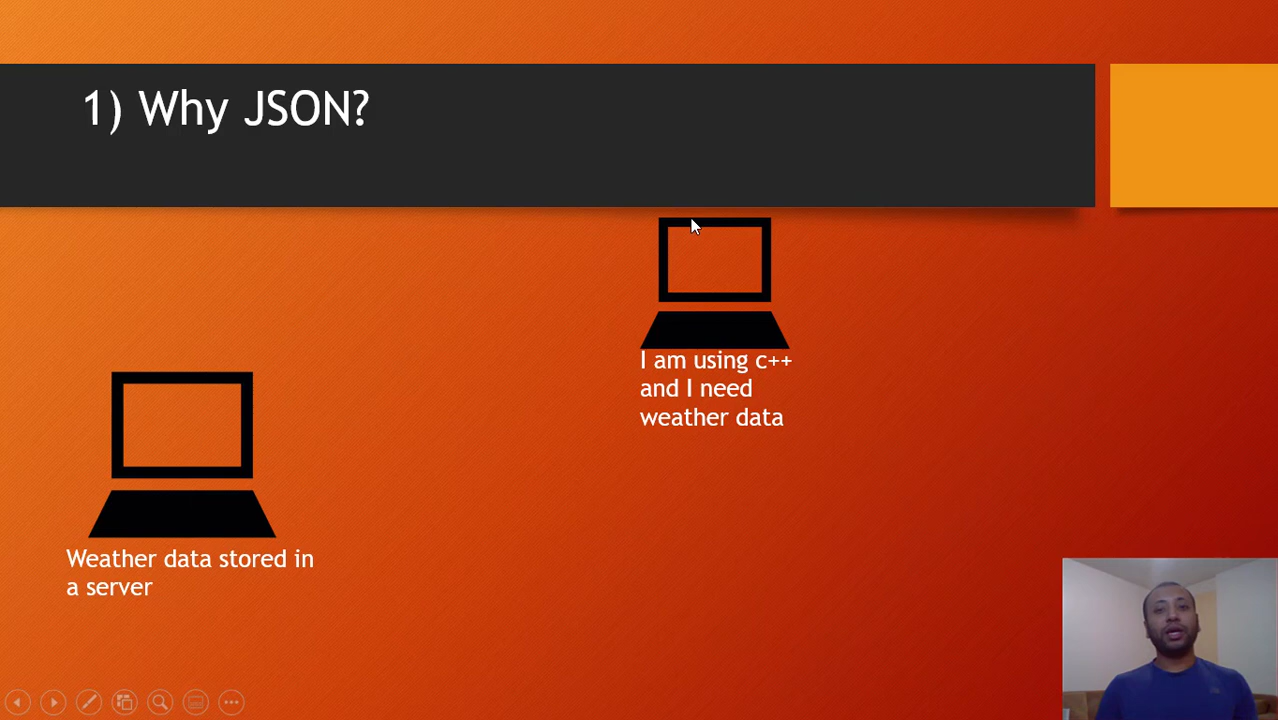 1) Why JSON?
I am using c++
and I need
weather data
Weather data stored in
a server